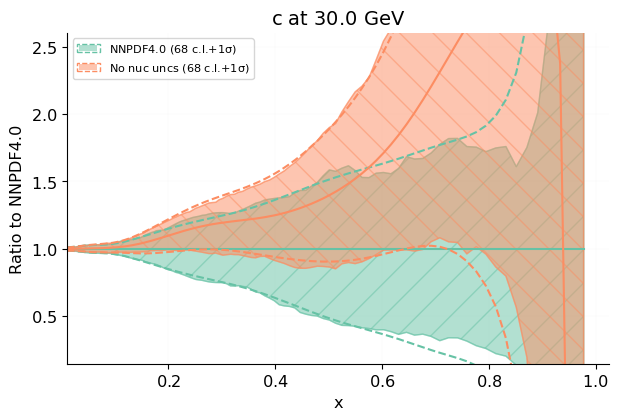 c at 30.0 GeV
NNPDF4.0 (68 c.l.+1σ)
No nuc uncs (68 c.l.+1σ)
Ratio to NNPDF4.0
2.5
2.0
1.5
1.0
0.5
0.2 0.4 0.6 0.8 1.0
x